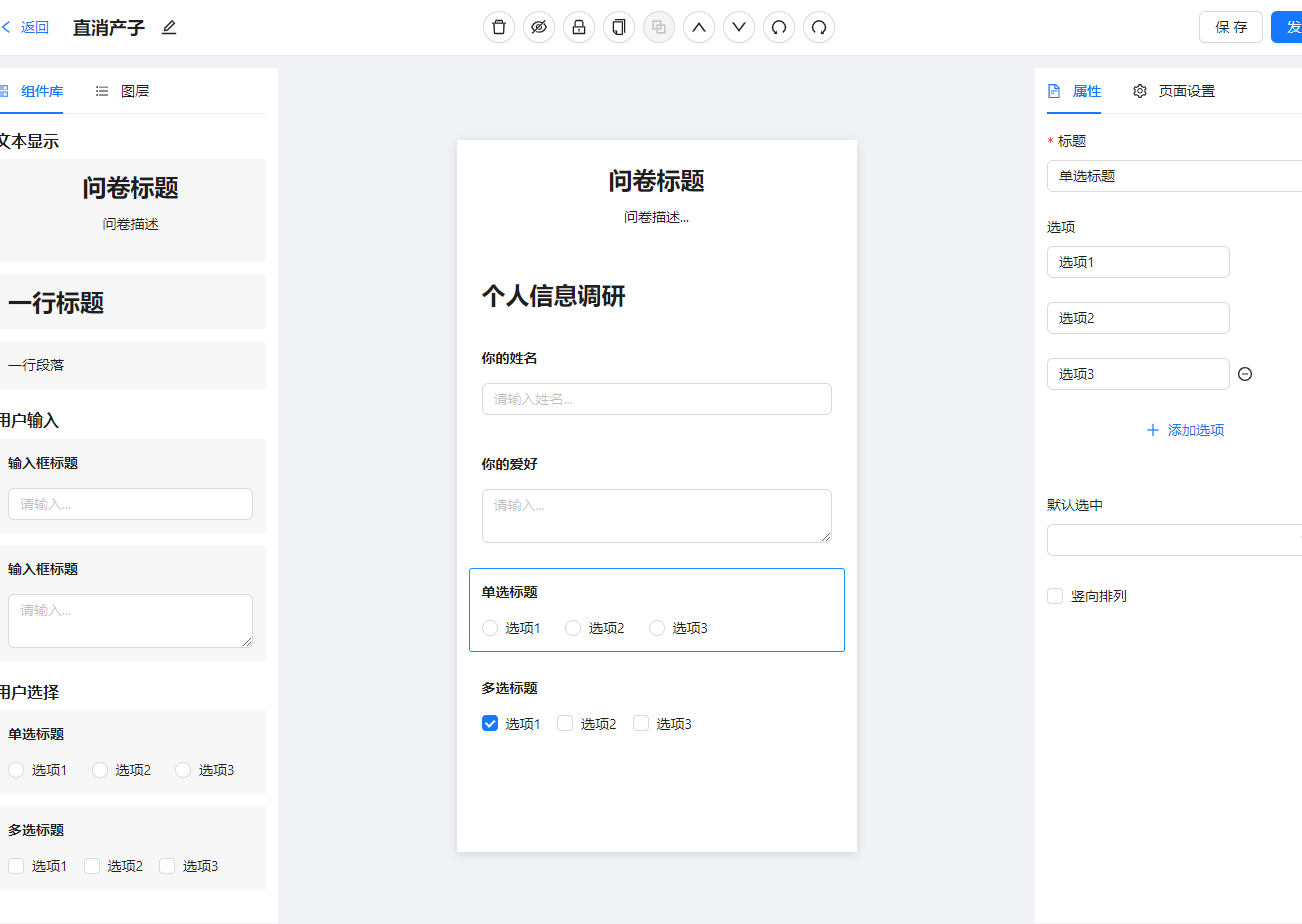 返回 直消产子 保 存 发
组件库 图层
文本显示
问卷标题
问卷描述
一行标题
一行段落
用户输入
输入框标题
请输入...
输入框标题
请输入...
用户选择
单选标题
选项1 选项2 选项3
多选标题
选项1 选项2 选项3
问卷标题
问卷描述...
个人信息调研
你的姓名
请输入姓名...
你的爱好
请输入...
单选标题
选项1 选项2 选项3
多选标题
选项1 选项2 选项3
属性 页面设置
* 标题
单选标题
选项
选项1
选项2
选项3
添加选项
默认选中
竖向排列